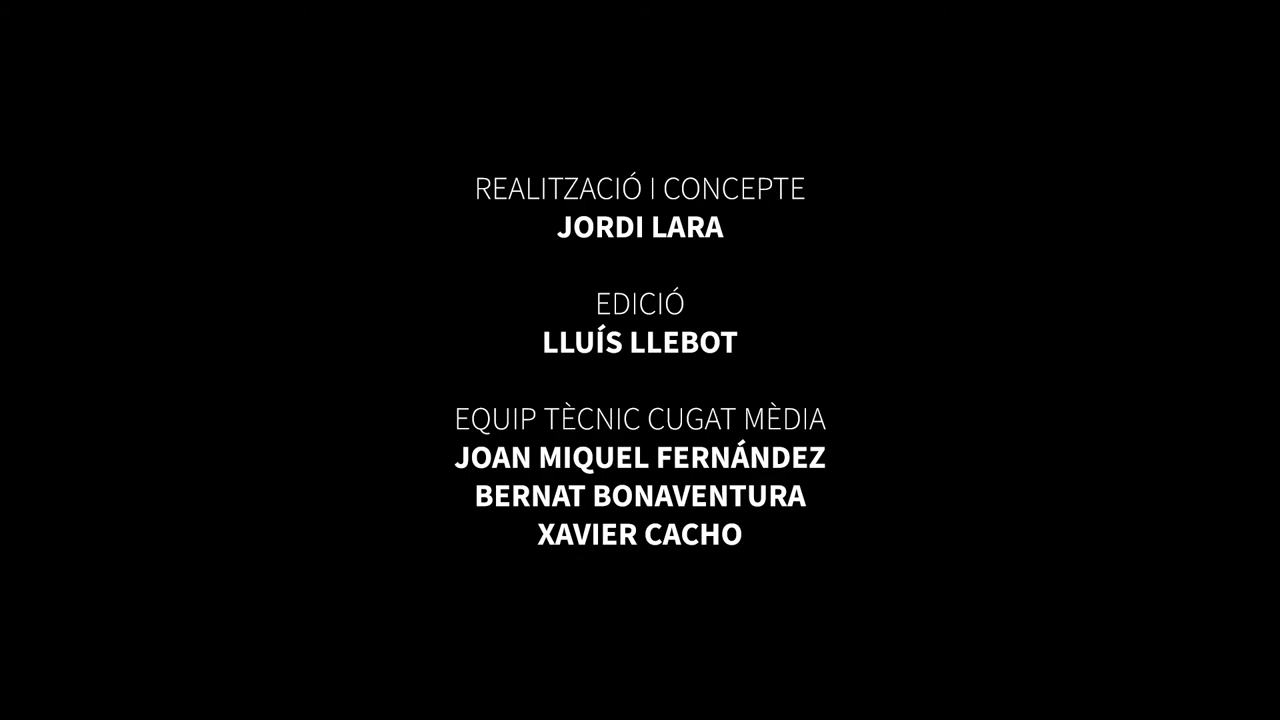 REALITZACIÓ I CONCEPTE
JORDI LARA
EDICIÓ
LLUÍS LLEBOT
EQUIP TÈCNIC CUGAT MÈDIA
JOAN MIQUEL FERNÁNDEZ
BERNAT BONAVENTURA
XAVIER CACHO